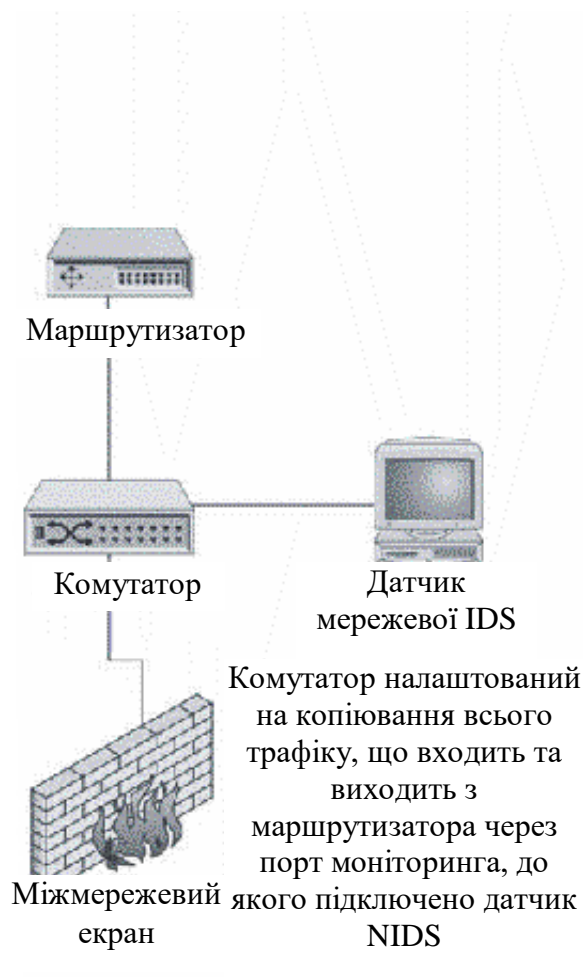 Маршрутизатор
Комутатор
Датчик
мережевої IDS
Міжмережевий
екран
Комутатор налаштований
на копіювання всього
трафіку, що входить та
виходить з
маршрутизатора через
порт моніторинга, до
якого підключено датчик
NIDS